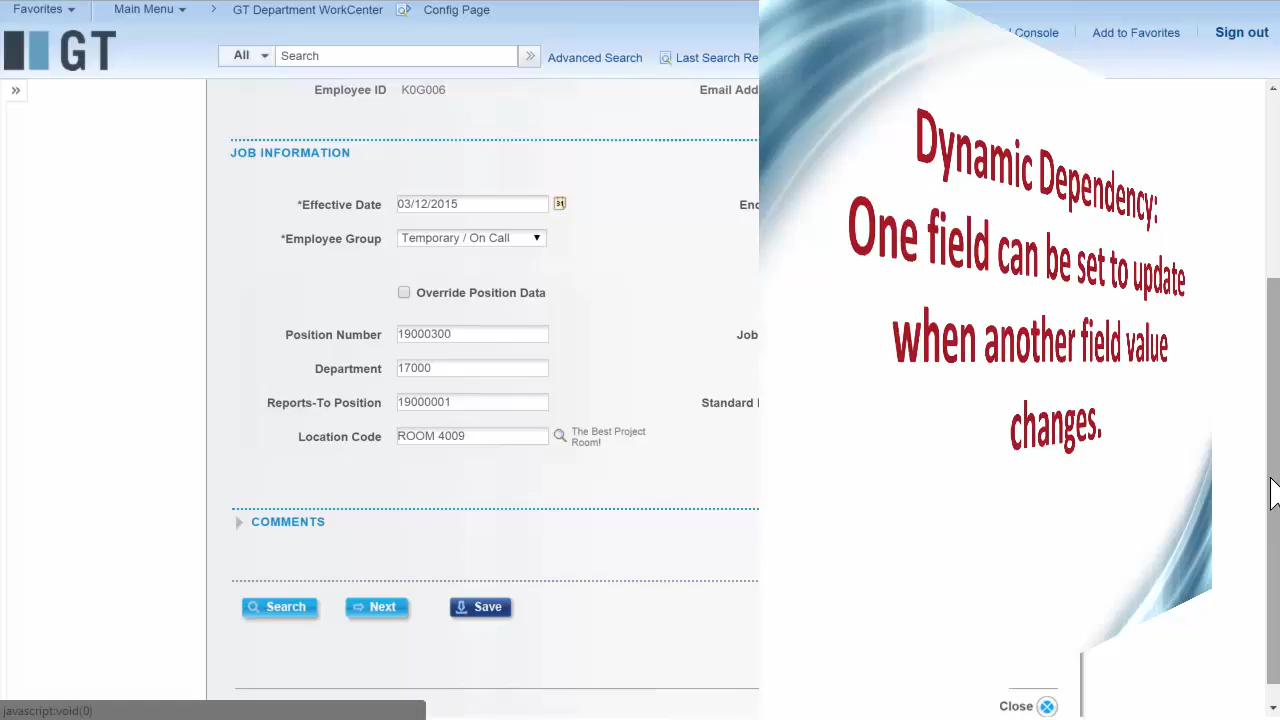 Favorites Main Menu > GT Department WorkCenter Config Page
Console Add to Favorites Sign out
GT
All Search >> Advanced Search Last Search Re
>>
Employee ID K0G006 Email Add
JOB INFORMATION
*Effective Date 03/12/2015 31 En
*Employee Group Temporary / On Call
Override Position Data
Position Number 19000300 Job
Department 17000
Reports-To Position 19000001 Standard
Location Code ROOM 4009 The Best Project
Room!
COMMENTS
Search Next Save
Dynamic Dependency:
One field can be set to update
when another field value
changes.
Close
javascript:void(0)